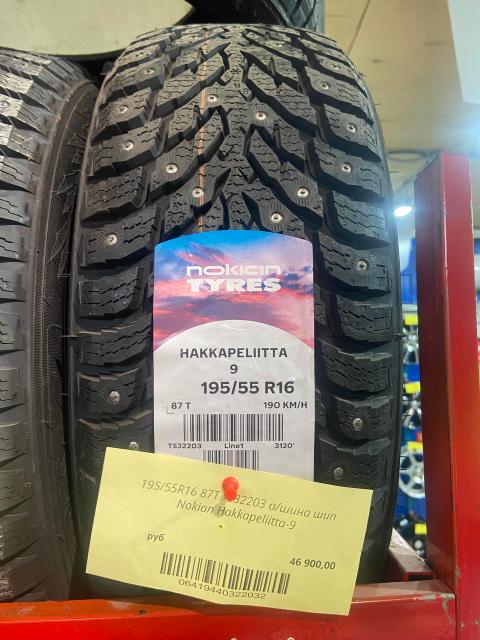 nokian
TYRES
HAKKAPELIITTA
9
195/55 R16
87 T 190 KM/H
TS32203 Line1 3120'
195/55R16 87T 32203 а/шина шип
Nokian Hakkapeliitta-9
руб 46 900,00
06419440322032